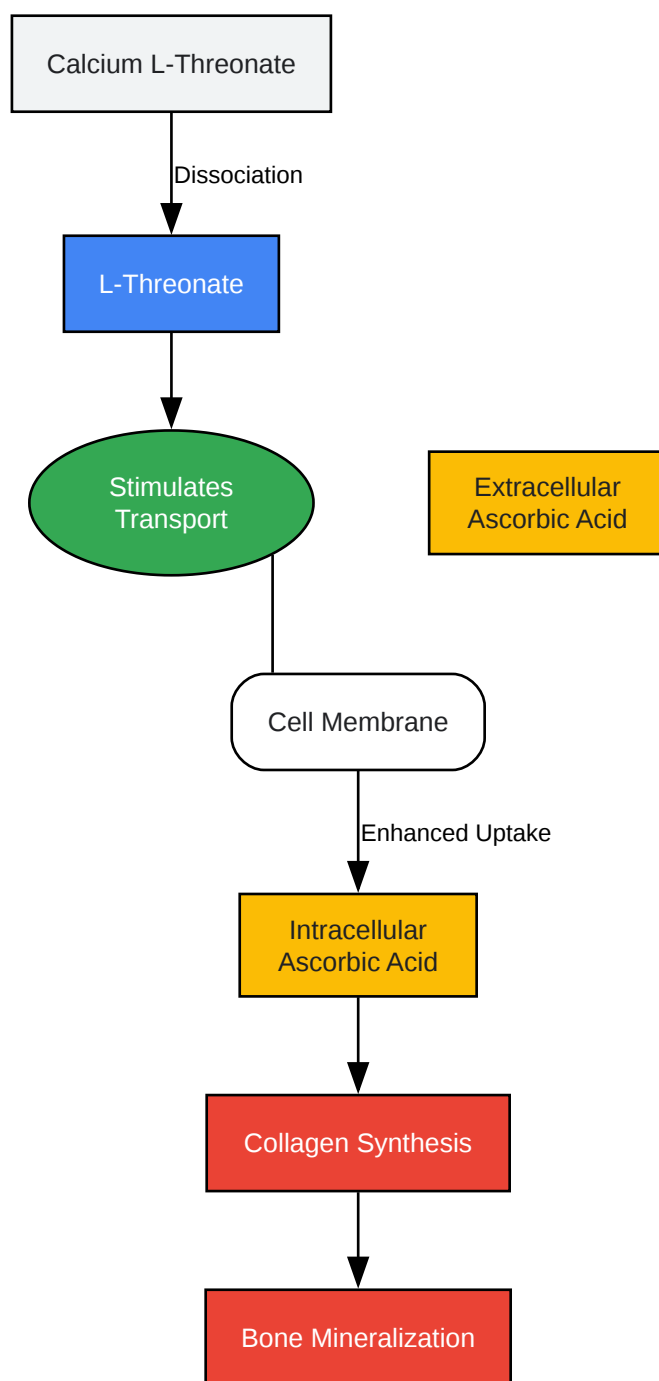 Calcium L-Threonate
Dissociation
L-Threonate
Stimulates
Transport
Extracellular
Ascorbic Acid
Cell Membrane
Enhanced Uptake
Intracellular
Ascorbic Acid
Collagen Synthesis
Bone Mineralization